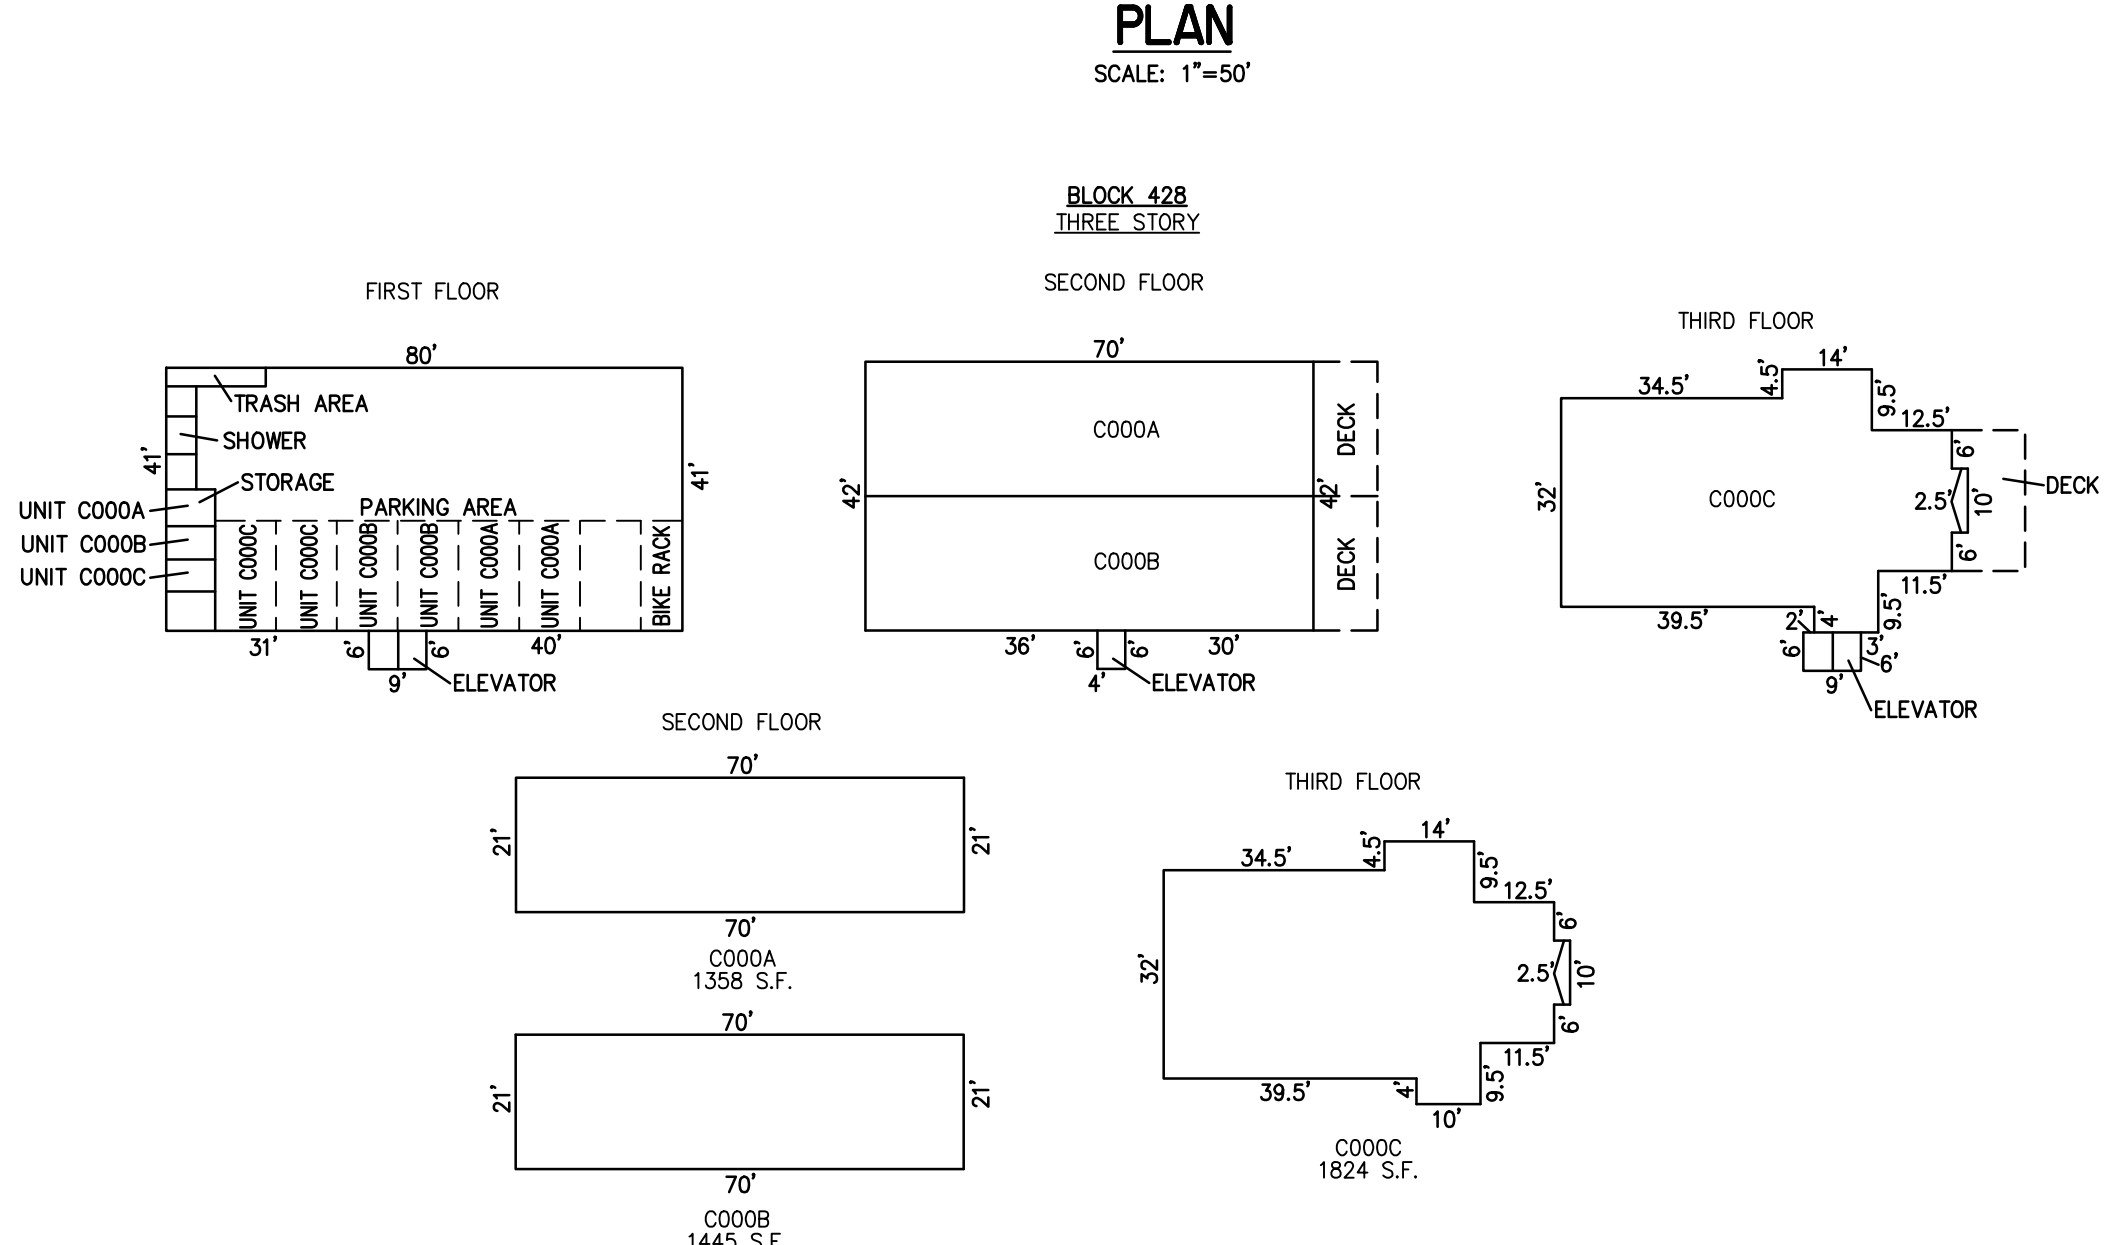 PLAN
SCALE: 1"=50'
BLOCK 428
THREE STORY
FIRST FLOOR
80'
TRASH AREA
SHOWER
41'
41'
STORAGE
PARKING AREA
UNIT C000A
UNIT C000B
UNIT C000C
UNIT C000C
UNIT C000C
UNIT C000B
UNIT C000B
UNIT C000A
UNIT C000A
BIKE RACK
31'
6'
6'
40'
9'
ELEVATOR
SECOND FLOOR
70'
C000A
DECK
42'
42'
C000B
DECK
36'
6'
6'
30'
4'
ELEVATOR
THIRD FLOOR
14'
4.5'
34.5'
9.5'
12.5'
6'
DECK
32'
C000C
2.5'
10'
6'
11.5'
39.5'
2'
4'
9.5'
6'
3'
6'
9'
ELEVATOR
SECOND FLOOR
70'
21'
21'
70'
C000A
1358 S.F.
70'
21'
21'
70'
C000B
1445 S.F.
THIRD FLOOR
14'
4.5'
34.5'
9.5'
12.5'
6'
32'
2.5'
10'
6'
11.5'
39.5'
4'
9.5'
10'
C000C
1824 S.F.